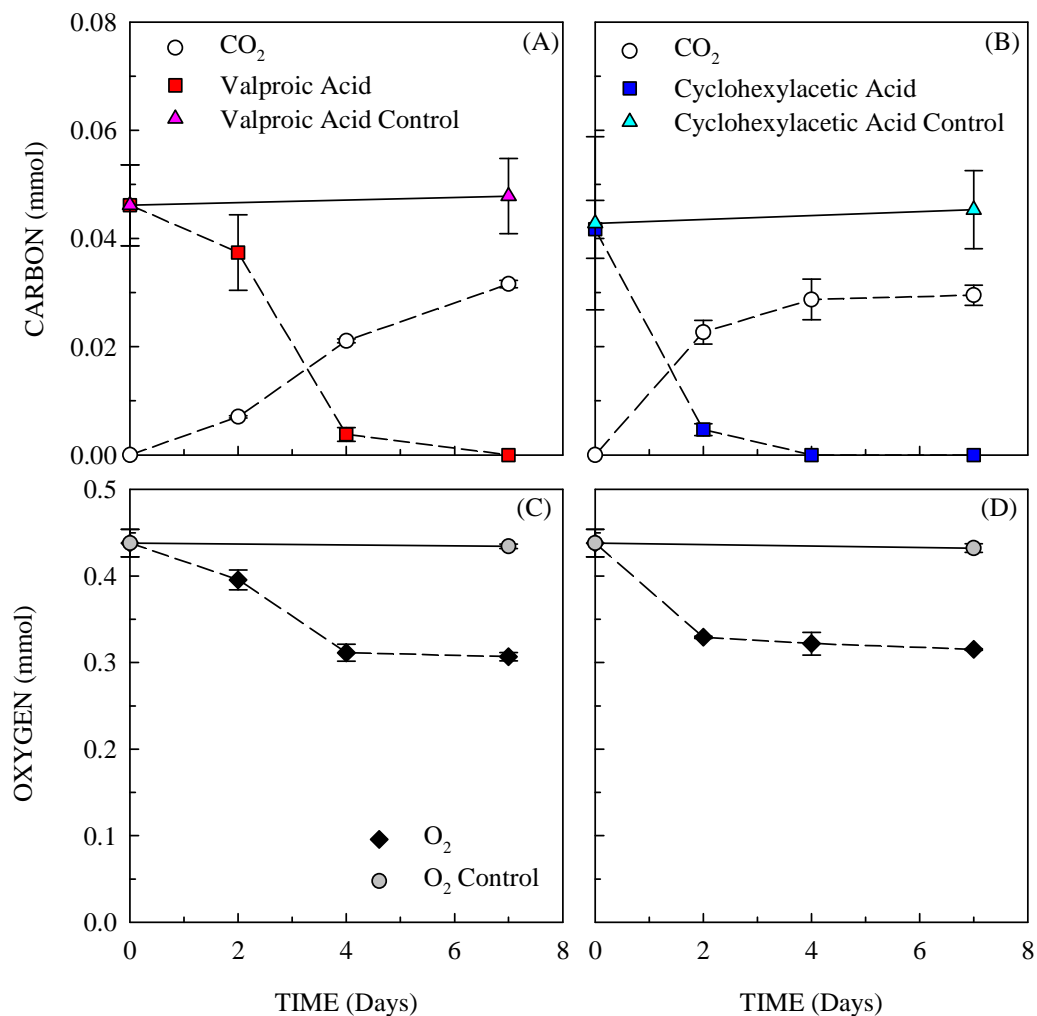 0.08
0.06
0.04
0.02
0.00
CARBON (mmol)
CO2
Valproic Acid
Valproic Acid Control
(A)
CO2
Cyclohexylacetic Acid
Cyclohexylacetic Acid Control
(B)
0.5
0.4
0.3
0.2
0.1
0.0
OXYGEN (mmol)
(C)
O2
O2 Control
(D)
0 2 4 6 8
0 2 4 6 8
TIME (Days)
TIME (Days)